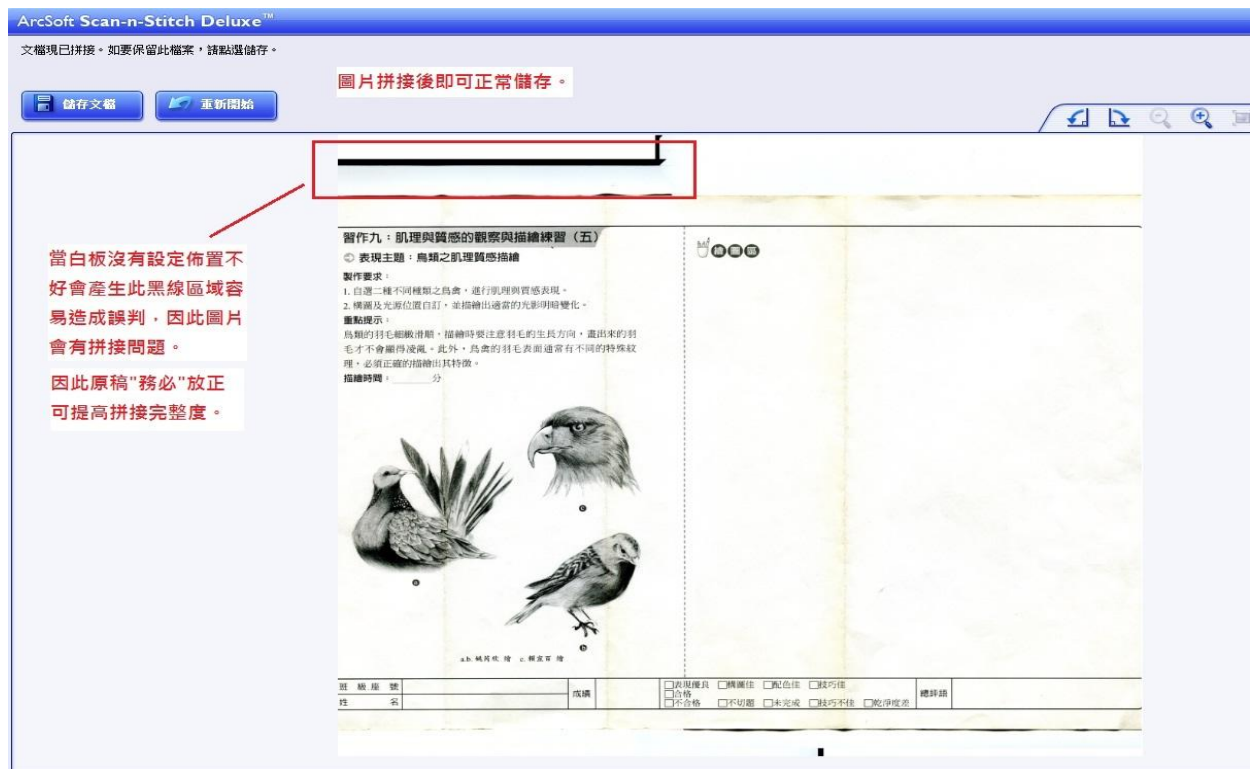 ArcSoft Scan-n-Stitch Deluxe™
文檔現已拼接。如要保留此檔案，請點選儲存。
圖片拼接後即可正常儲存。
儲存文檔
重新開始
當白板沒有設定佈置不
好會產生此黑線區域容
易造成誤判，因此圖片
會有拼接問題。
因此原稿"務必"放正
可提高拼接完整度。
習作九：肌理與質感的觀察與描繪練習（五）
表現主題：鳥類之肌理質感描繪
製作要求：
1. 自選二種不同種類之鳥禽，進行肌理與質感表現。
2. 構圖及光源位置自訂，並描繪出適當的光影明暗變化。
重點提示：
鳥類的羽毛細緻滑順，描繪時要注意羽毛的生長方向，畫出來的羽
毛才不會顯得凌亂。此外，鳥禽的羽毛表面通常有不同的特殊紋
理，必須正確的描繪出其特徵。
描繪時間：　　　分
繪圖區
c
a
b
a.b. 繪 c. 繪
班級座號
姓名
成績
□表現優良 □構圖佳 □配色佳 □技巧佳
□合格
□不合格 □不切題 □未完成 □技巧不佳 □乾淨度差
總評語